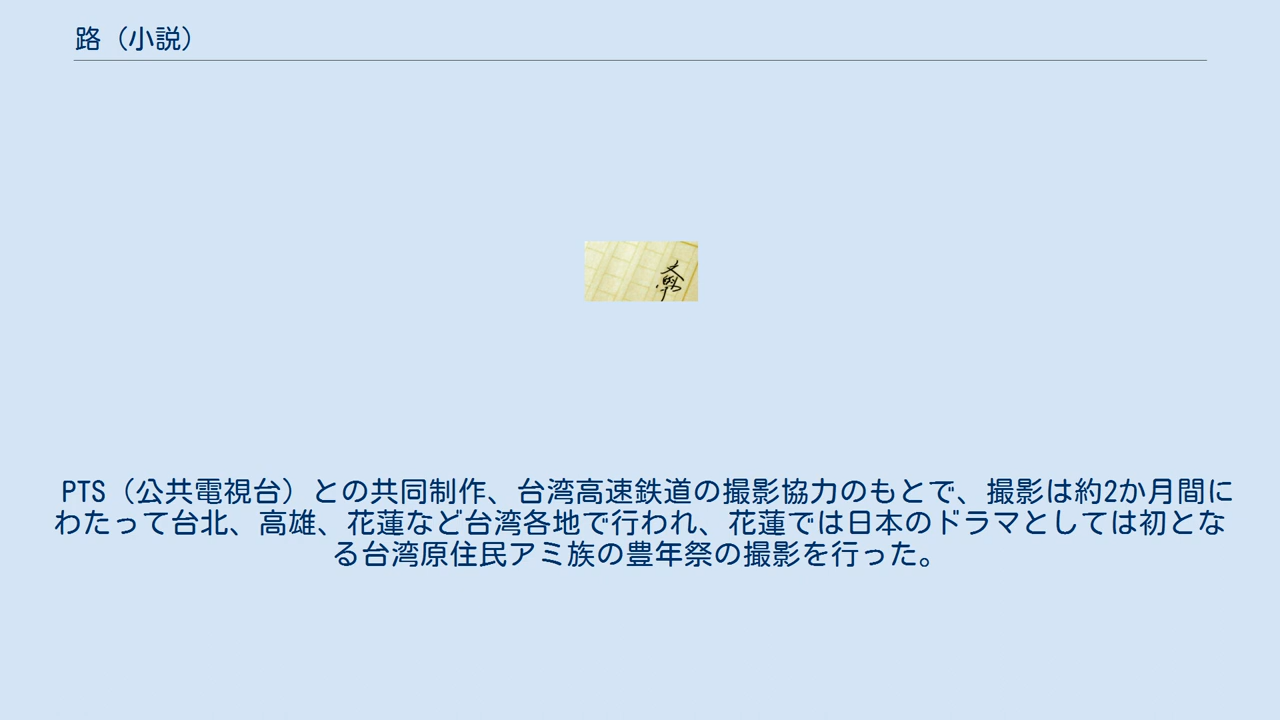 路（小説）
PTS（公共電視台）との共同制作、台湾高速鉄道の撮影協力のもとで、撮影は約2か月間に
わたって台北、高雄、花蓮など台湾各地で行われ、花蓮では日本のドラマとしては初とな
る台湾原住民アミ族の豊年祭の撮影を行った。